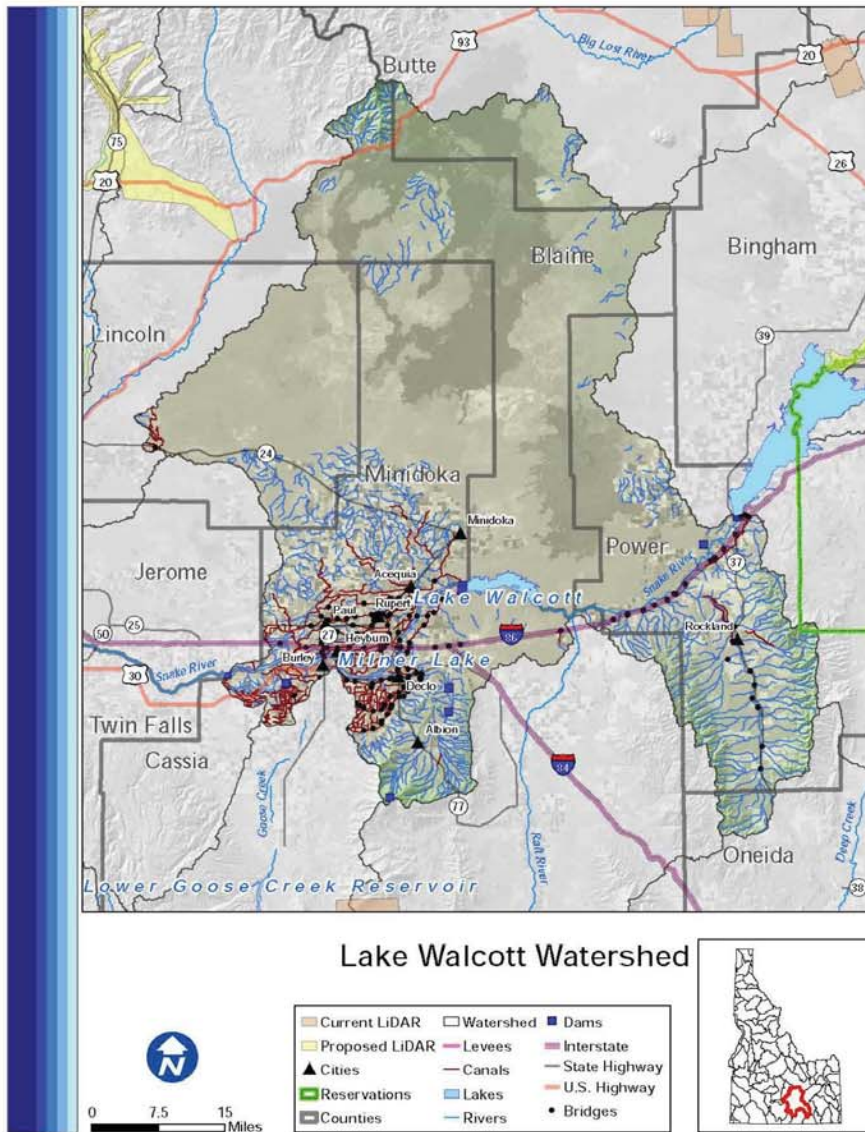 Big Lost River
93
20
Butte
75
26
20
Blaine
Bingham
Lincoln
39
24
Minidoka
Minidoka
Power
Jerome
Acequia
Snake River
37
Paul
Rupert
Lake Walcott
25
27
Rockland
50
Heyburn
86
Burley
Milner Lake
30
Snake River
Declo
Twin Falls
Albion
Cassia
84
Goose Creek
77
Raft River
Deep Creek
Oneida
Lower Goose Creek Reservoir
38
Lake Walcott Watershed
Current LiDAR
Watershed
Dams
Proposed LiDAR
Levees
Interstate
Cities
Canals
State Highway
Reservations
Lakes
U.S. Highway
Counties
Rivers
Bridges
N
0 7.5 15
Miles